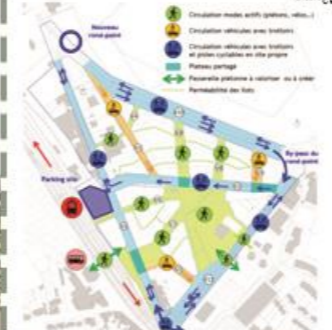 Nouveau
rond-point
Circulation modes actifs (piétons, vélos...)
Circulation véhicules avec trottoirs
Circulation véhicules avec trottoirs
et pistes cyclables en site propre
Plateau partagé
Passerelle piétonne à valoriser ou à créer
Perméabilité des îlots
By-pass du
rond-point
Parking silo